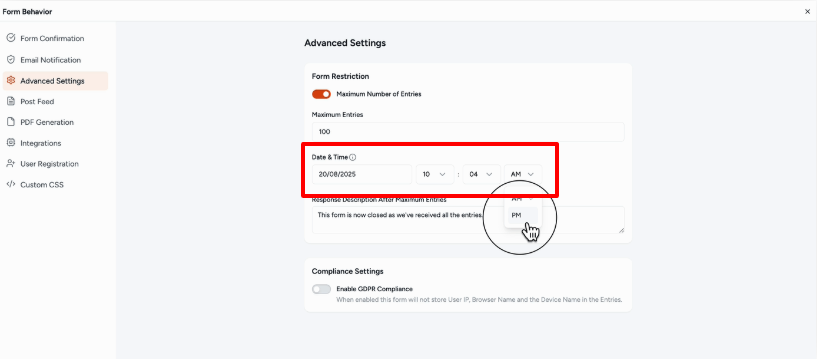 Form Behavior
Form Confirmation
Email Notification
Advanced Settings
Post Feed
PDF Generation
Integrations
User Registration
Custom CSS
Advanced Settings
Form Restriction
Maximum Number of Entries
Maximum Entries
100
Date & Time
20/08/2025 10 : 04 AM
AM
PM
Response Description After Maximum Entries
This form is now closed as we've received all the entries.
Compliance Settings
Enable GDPR Compliance
When enabled this form will not store User IP, Browser Name and the Device Name in the Entries.